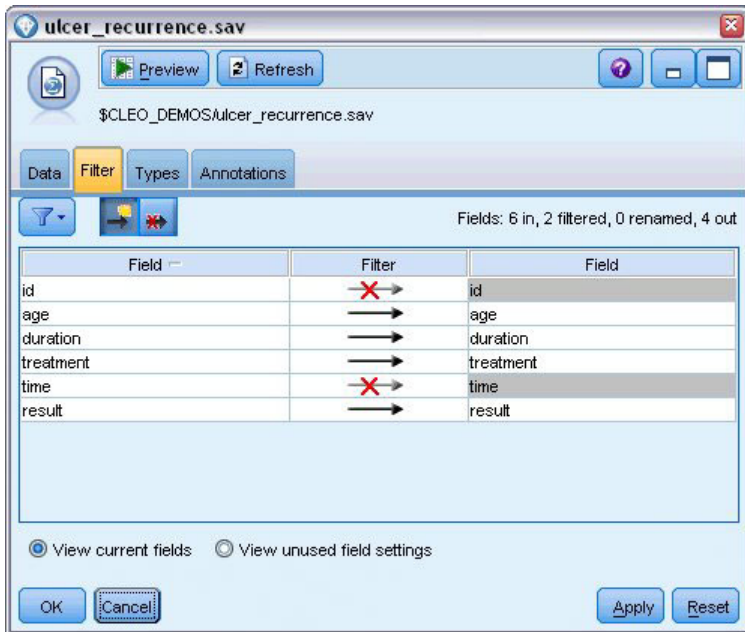 ulcer_recurrence.sav
Preview Refresh
$CLEO_DEMOS/ulcer_recurrence.sav
Data Filter Types Annotations
Fields: 6 in, 2 filtered, 0 renamed, 4 out
Field Filter Field
id id
age age
duration duration
treatment treatment
time time
result result
View current fields View unused field settings
OK Cancel Apply Reset